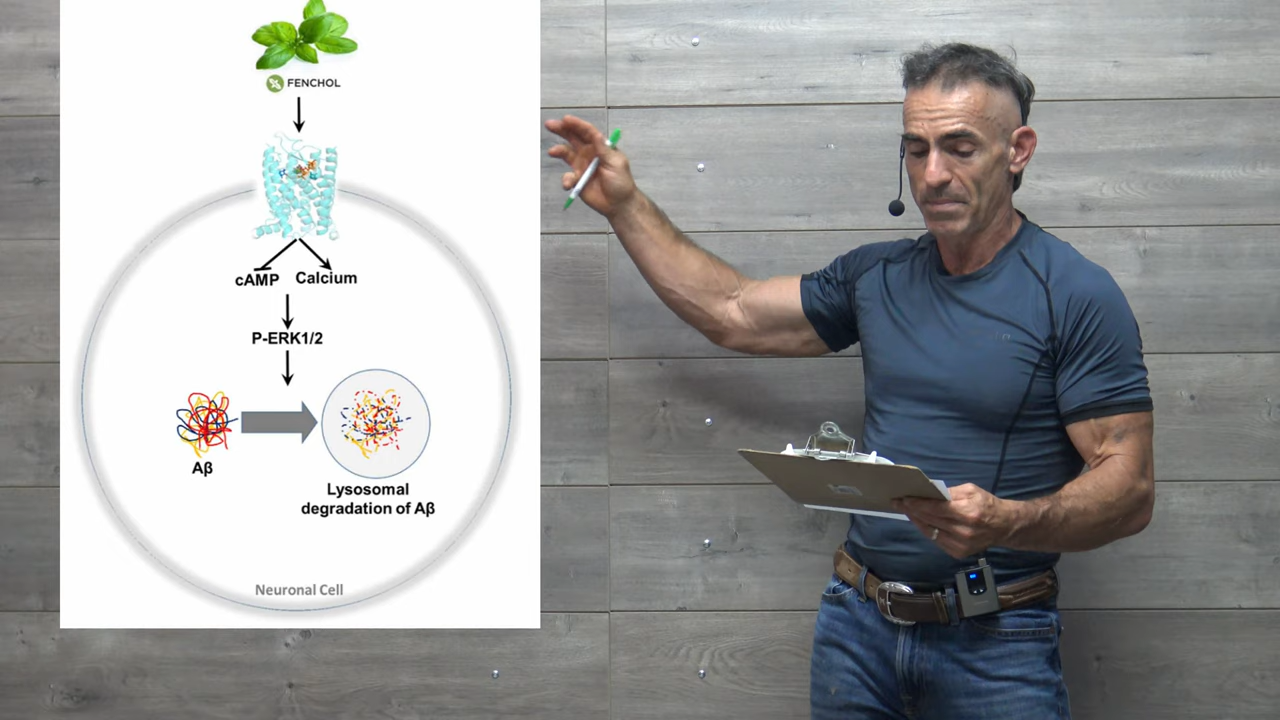 FENCHOL
cAMP Calcium
P-ERK1/2
Aβ
Lysosomal
degradation of Aβ
Neuronal Cell